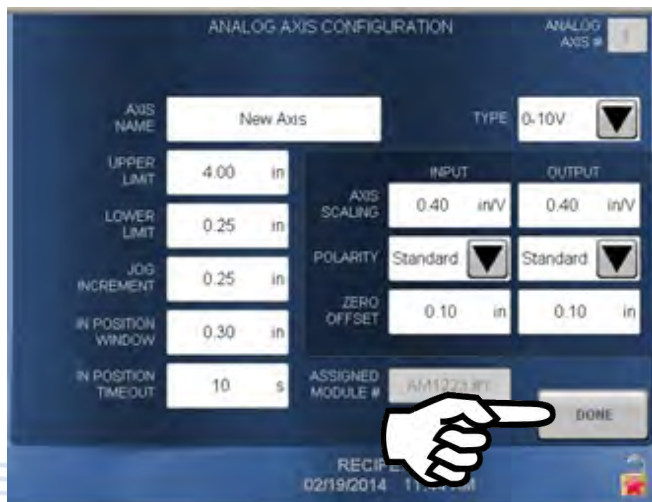 ANALOG AXIS CONFIGURATION
ANALOG
AXIS #
1
AXIS
NAME
New Axis
TYPE
0-10V
UPPER
LIMIT
4.00 in
INPUT
OUTPUT
LOWER
LIMIT
0.25 in
AXIS
SCALING
0.40 in/V
0.40 in/V
JOG
INCREMENT
0.25 in
POLARITY
Standard
Standard
IN POSITION
WINDOW
0.30 in
ZERO
OFFSET
0.10 in
0.10 in
IN POSITION
TIMEOUT
10 s
ASSIGNED
MODULE #
AM1223 #1
DONE
02/19/2014